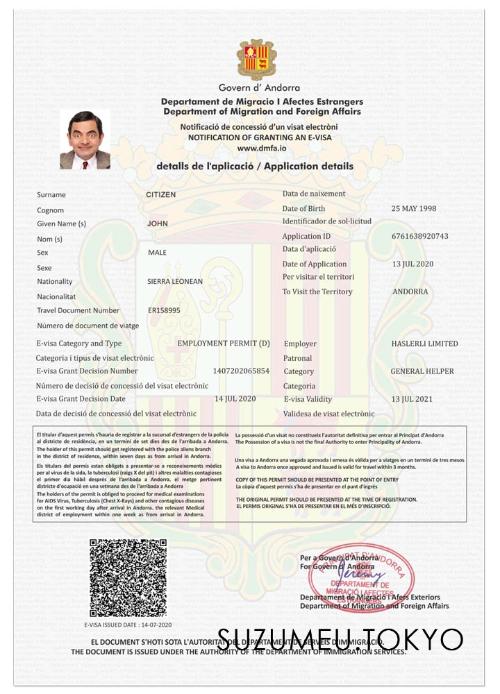 Govern d' Andorra
Departament de Migracio I Afectes Estrangers
Department of Migration and Foreign Affairs
Notificació de concessió d'un visat electròni
NOTIFICATION OF GRANTING AN E-VISA
www.dmfa.io
detalls de l'aplicació / Application details
Surname CITIZEN
Cognom
Given Name (s) JOHN
Nom (s)
Sex MALE
Sexe
Nationality SIERRA LEONEAN
Nacionalitat
Travel Document Number ER158995
Número de document de viatge
Data de naixement
Date of Birth 25 MAY 1998
Identificador de sol·licitud
Application ID 6761638920743
Data d'aplicació
Date of Application 13 JUL 2020
Per visitar el territori
To Visit the Territory ANDORRA
E-visa Category and Type EMPLOYMENT PERMIT (D)
Categoria i tipus de visat electrònic
E-visa Grant Decision Number 1407202065854
Número de decisió de concessió del visat electrònic
E-visa Grant Decision Date 14 JUL 2020
Data de decisió de concessió del visat electrònic
Employer HASLERLI LIMITED
Patronal
Category GENERAL HELPER
Categoria
E-visa Validity 13 JUL 2021
Validesa de visat electrònic
El titular d'aquest permís s'hauria de registrar a la sucursal d'estrangers de la policia
al districte de residència, en un termini de set dies des de l'arribada a Andorra.
The holder of this permit should get registered with the police aliens branch
in the district of residence, within seven days from arrival in Andorra.
Els titulars del permís estan obligats a presentar-se a reconeixements mèdics
per al virus de la sida, la tuberculosi (raigs X del pit) i altres malalties contagioses
el primer dia hàbil després de l'arribada a Andorra, el metge pertinent
districte d'ocupació en una setmana des de l'arribada a Andorra
The holders of the permit is obliged to proceed for medical examinations
to AIDS Virus, Tuberculosis (Chest X-Rays) and other contagious diseases
on the first working day after arrival in Andorra. the relevant Medical
district of employment within one week as from arrival in Andorra.
La possessió d'un visat no constitueix l'autoritat definitiva per entrar al Principat d'Andorra
The Possession of a visa is not the final Authority to enter Principality of Andorra.
Una visa a Andorra una vegada aprovada i emesa és vàlida per a viatges en un termini de tres mesos
A visa to Andorra once approved and issued is valid for travel within 3 months.
COPY OF THIS PERMIT SHOULD BE PRESENTED AT THE POINT OF ENTRY
La còpia d'aquest permís s'ha de presentar en el punt d'ingrés
THE ORIGINAL PERMIT SHOULD BE PRESENTED AT THE TIME OF REGISTRATION.
EL PERMÍS ORIGINAL S'HA DE PRESENTAR EN EL MÉS D'INSCRIPCIÓ.
E-VISA ISSUED DATE : 14-07-2020
Per a Govern d'Andorra
For Govern d' Andorra
DEPARTAMENT DE
MIGRACIÓ I AFECTES
Departament de Migracio I Afers Exteriors
Department of Migration and Foreign Affairs
EL DOCUMENT S'HOTI SOTA L'AUTORITAT DEL DEPARTAMENT DE SERVEIS D'IMMIGRACIÓ.
THE DOCUMENT IS ISSUED UNDER THE AUTHORITY OF THE DEPARTMENT OF IMMIGRATION SERVICES.
SUZUMEU.TOKYO